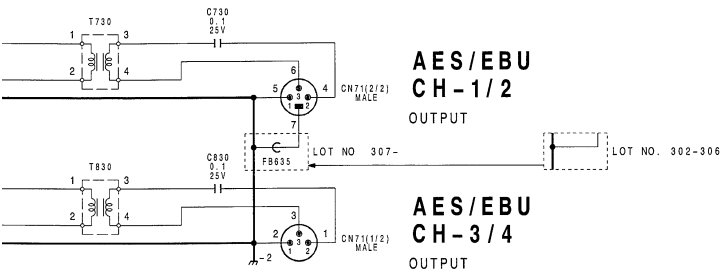 T730
C730
0.1
25V
1
3
2
4
6
5
4
3
1
2
7
CN71(2/2)
MALE
AES/EBU
CH-1/2
OUTPUT
FB635
LOT NO 307-
LOT NO. 302-306
T830
C830
0.1
25V
1
3
2
4
3
2
1
3
1
2
CN71(1/2)
MALE
-2
AES/EBU
CH-3/4
OUTPUT